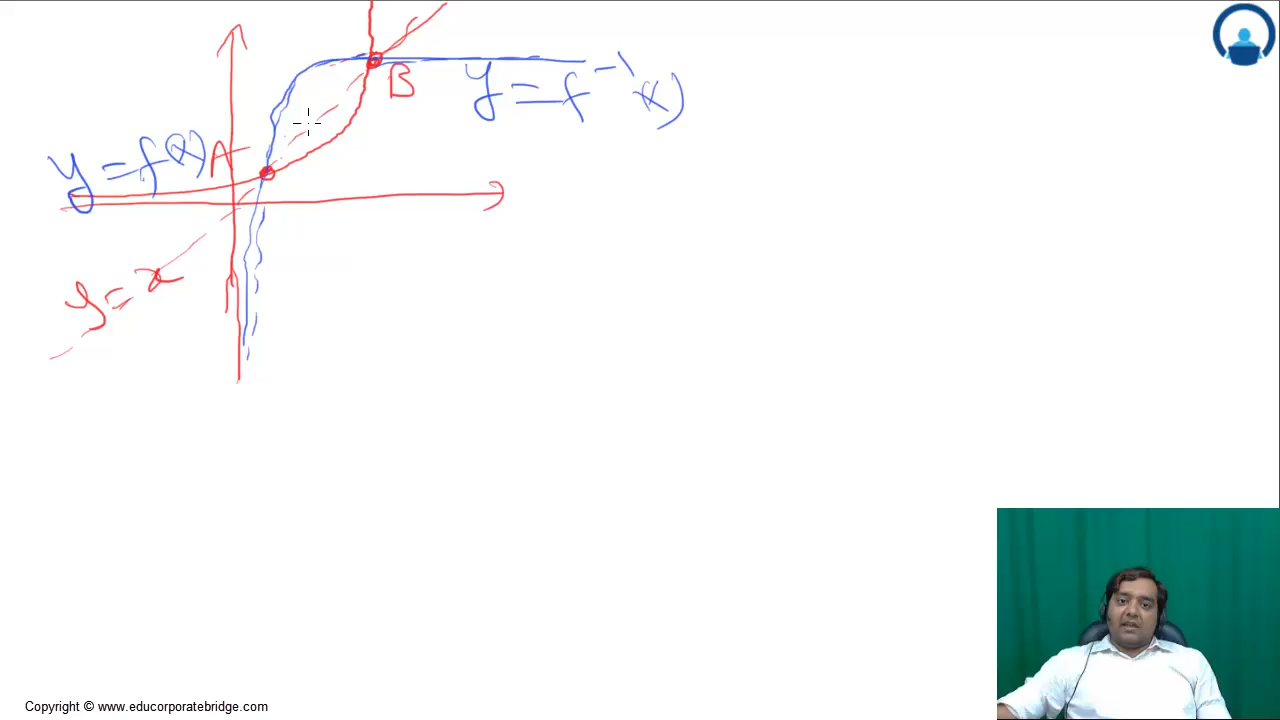 B
y = f⁻¹(x)
y = f(x)
A
y = x
Copyright © www.educorporatebridge.com